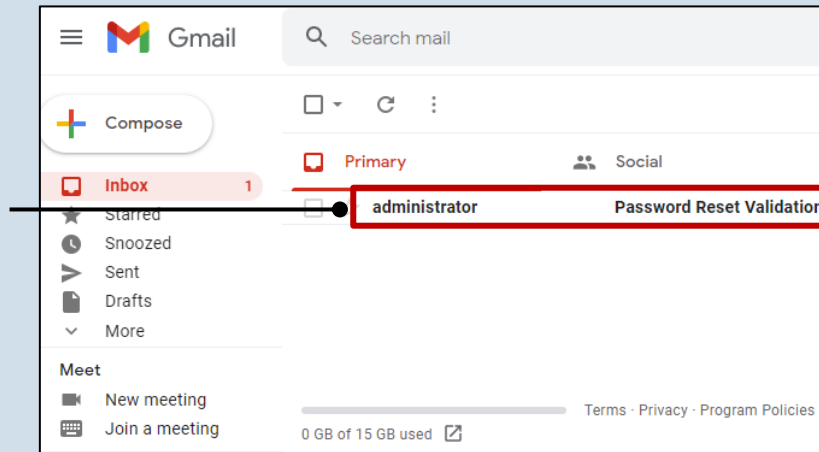 Gmail
Search mail
Compose
Primary
Social
Inbox 1
administrator
Password Reset Validation
Starred
Snoozed
Sent
Drafts
More
Meet
New meeting
Join a meeting
Terms · Privacy · Program Policies
0 GB of 15 GB used